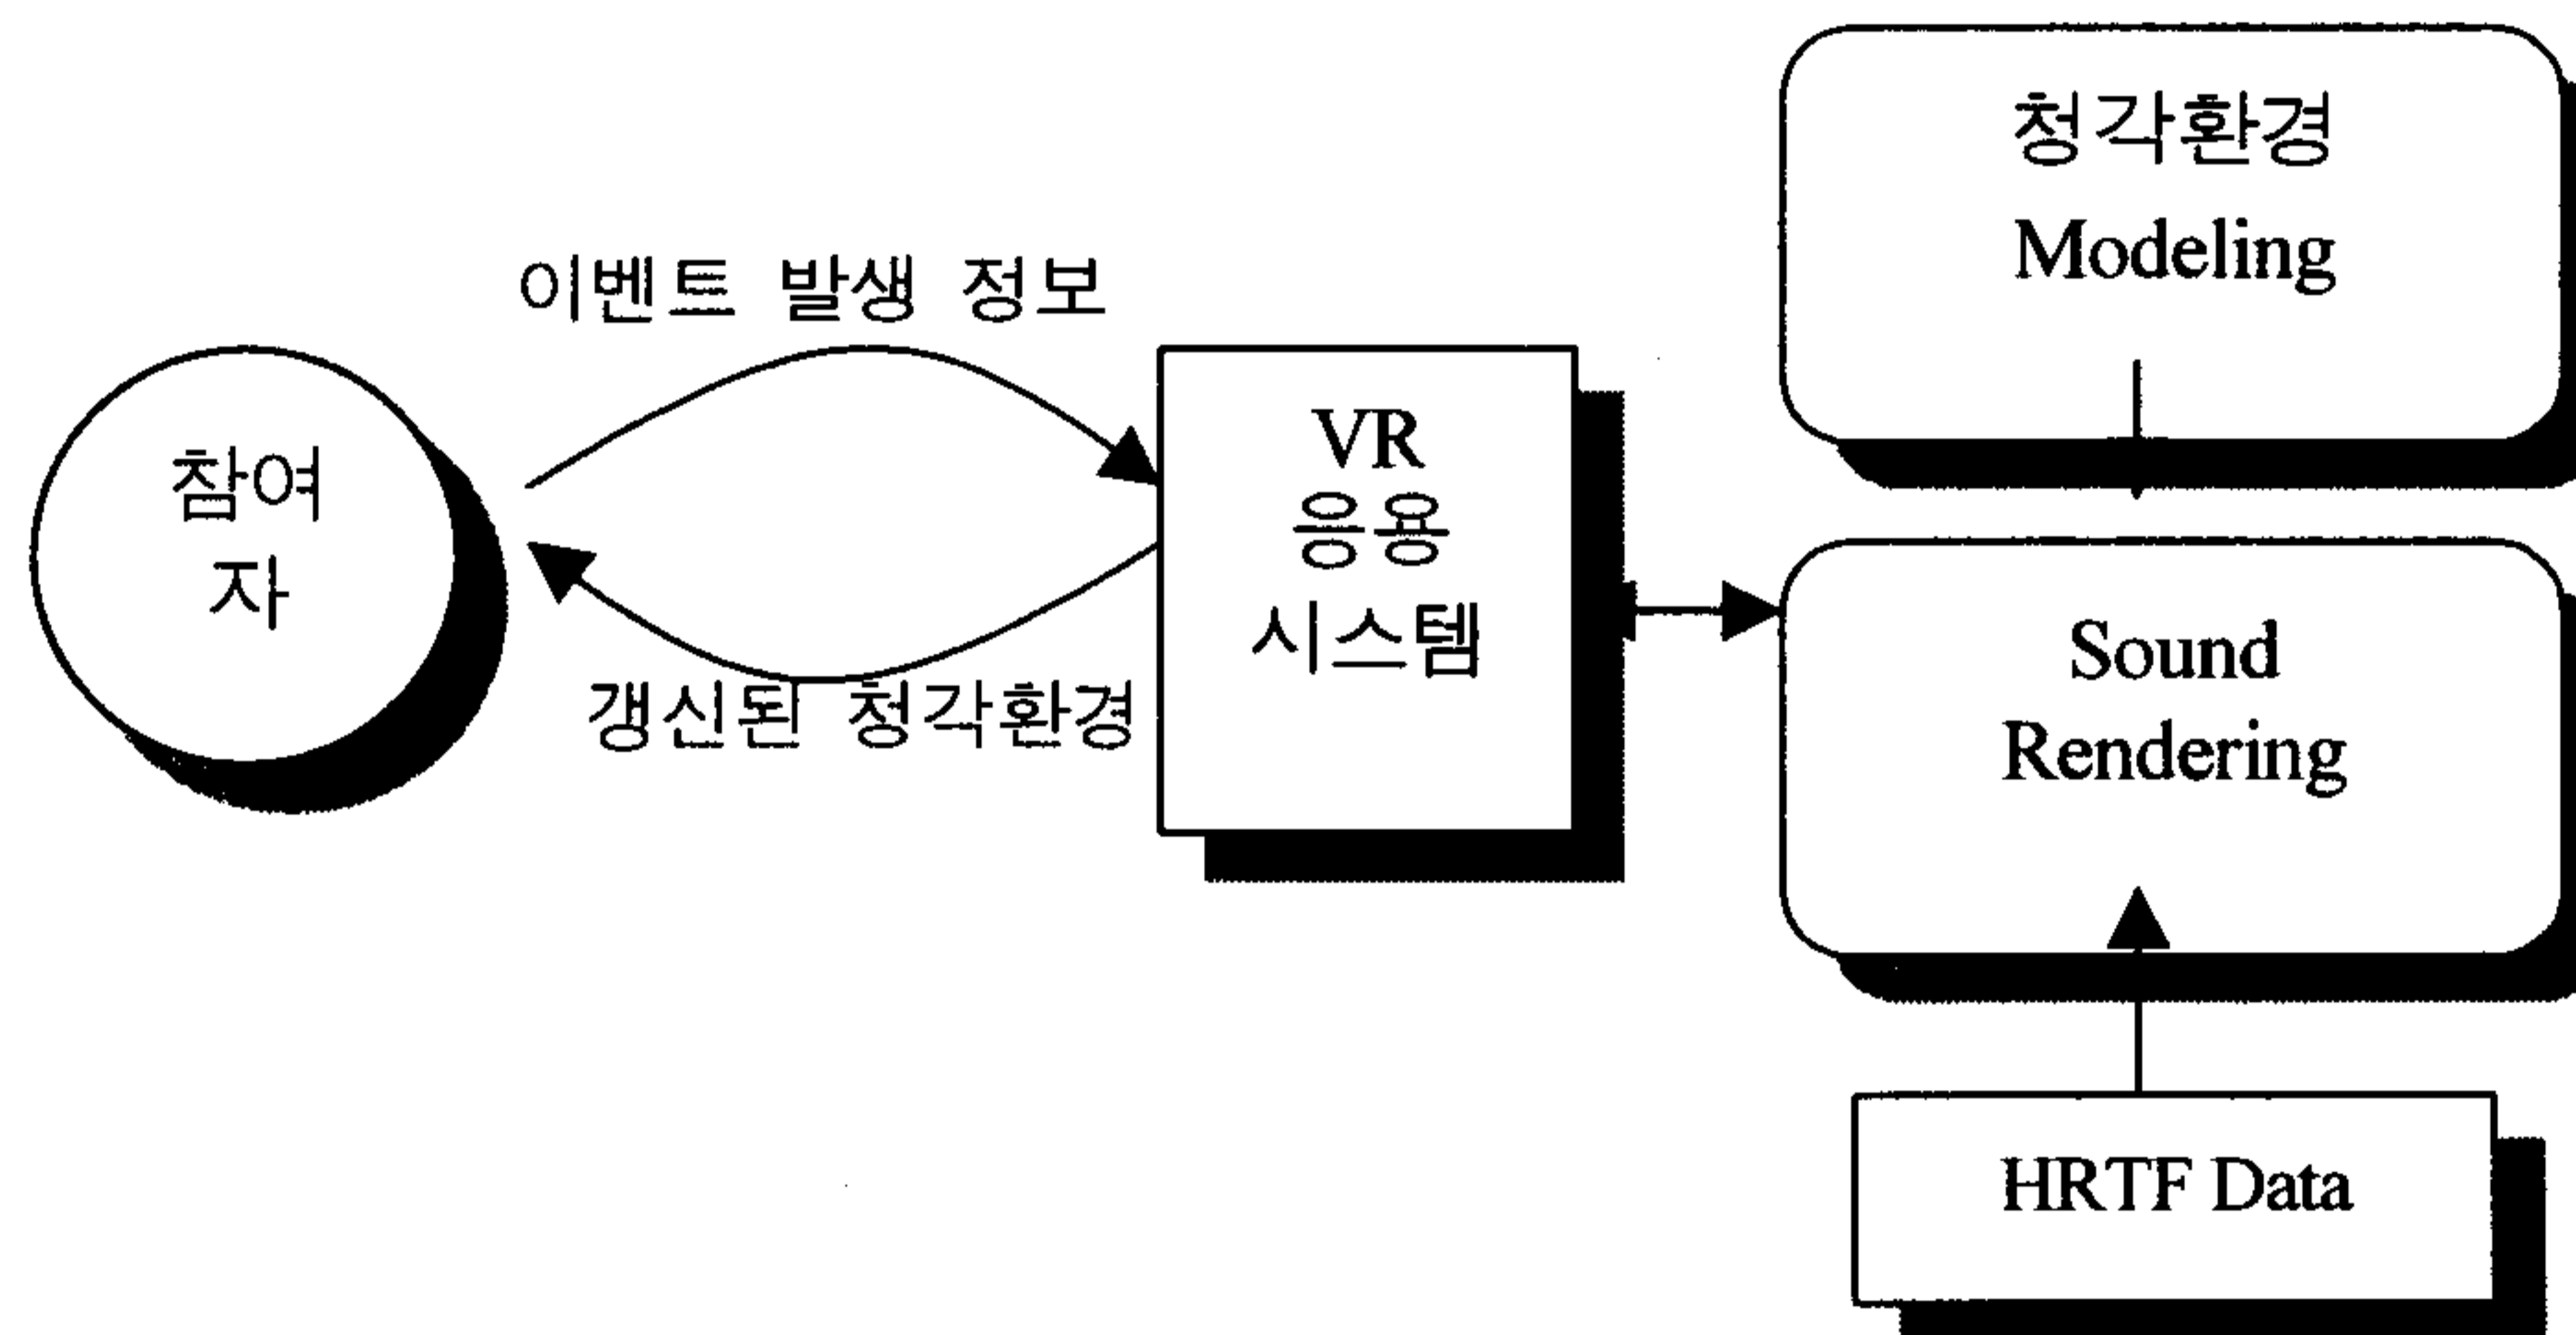 이벤트 발생 정보
참여
자
갱신된 청각환경
VR
응용
시스템
청각환경
Modeling
Sound
Rendering
HRTF Data